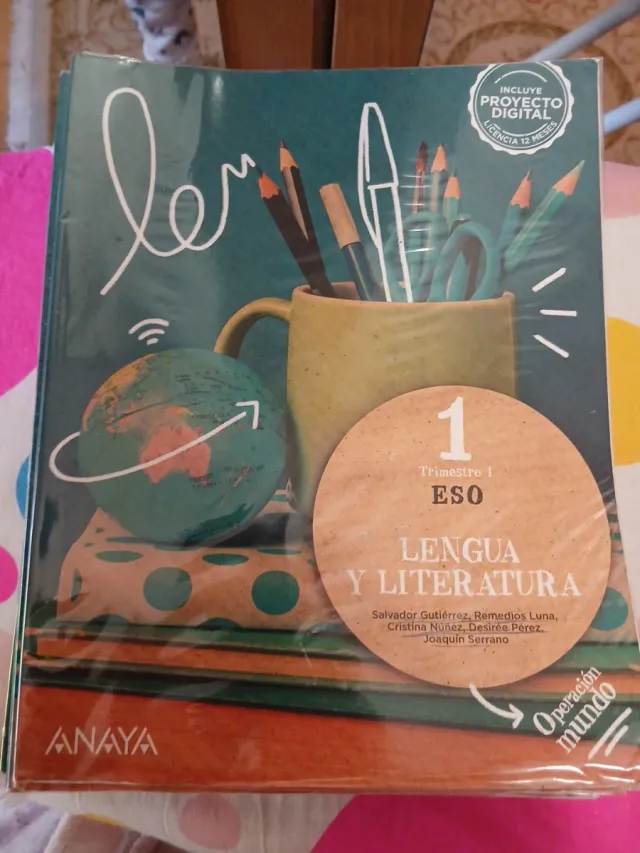 INCLUYE
PROYECTO
DIGITAL
LICENCIA 12 MESES
len
1
Trimestre 1
ESO
LENGUA
Y LITERATURA
Salvador Gutiérrez, Remedios Luna,
Cristina Núñez, Desirée Pérez,
Joaquín Serrano
Operación
mundo
ANAYA